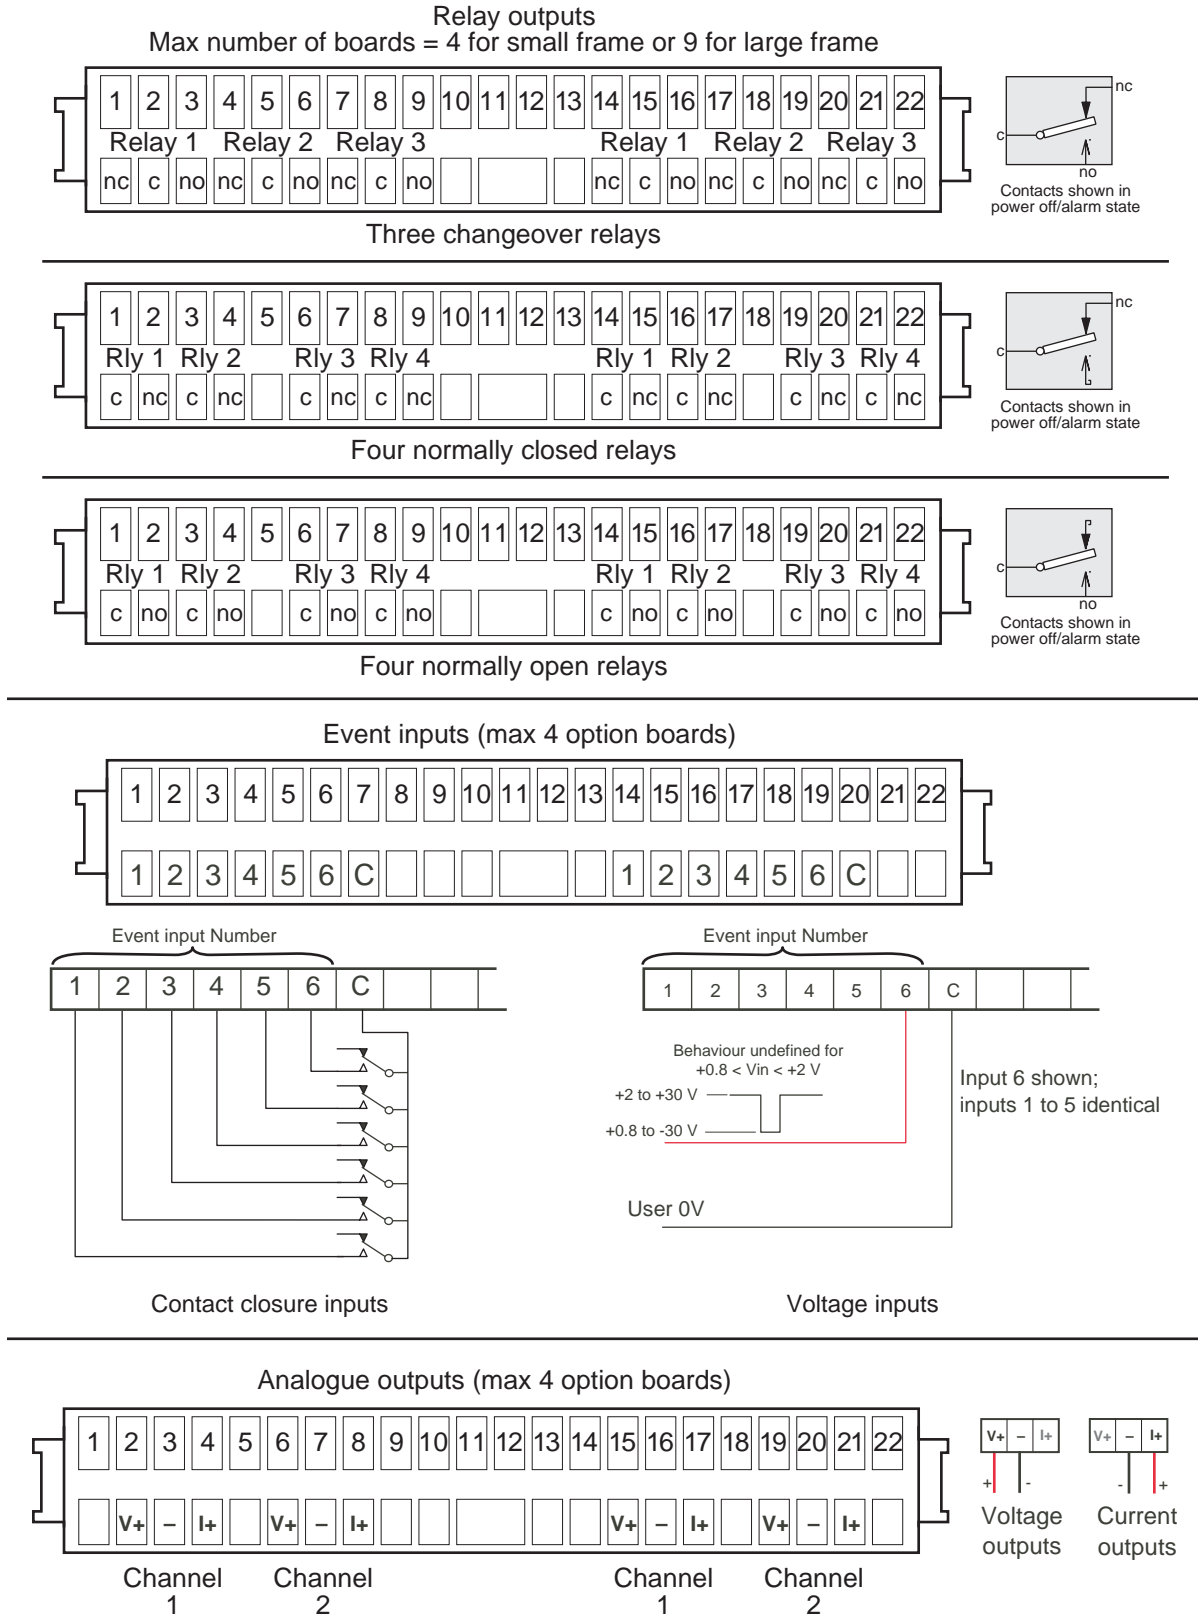 Relay outputs
Max number of boards = 4 for small frame or 9 for large frame
1 2 3 4 5 6 7 8 9 10 11 12 13 14 15 16 17 18 19 20 21 22
Relay 1 Relay 2 Relay 3 Relay 1 Relay 2 Relay 3
nc c no nc c no nc c no nc c no nc c no nc c no
Three changeover relays
nc
c
no
Contacts shown in
power off/alarm state
1 2 3 4 5 6 7 8 9 10 11 12 13 14 15 16 17 18 19 20 21 22
Rly 1 Rly 2 Rly 3 Rly 4 Rly 1 Rly 2 Rly 3 Rly 4
c nc c nc c nc c nc c nc c nc c nc c nc
Four normally closed relays
nc
c
Contacts shown in
power off/alarm state
1 2 3 4 5 6 7 8 9 10 11 12 13 14 15 16 17 18 19 20 21 22
Rly 1 Rly 2 Rly 3 Rly 4 Rly 1 Rly 2 Rly 3 Rly 4
c no c no c no c no c no c no c no c no
Four normally open relays
c
no
Contacts shown in
power off/alarm state
Event inputs (max 4 option boards)
1 2 3 4 5 6 7 8 9 10 11 12 13 14 15 16 17 18 19 20 21 22
1 2 3 4 5 6 C 1 2 3 4 5 6 C
Event input Number
1 2 3 4 5 6 C
Contact closure inputs
Event input Number
1 2 3 4 5 6 C
Behaviour undefined for
+0.8 < Vin < +2 V
+2 to +30 V
+0.8 to -30 V
Input 6 shown;
inputs 1 to 5 identical
User 0V
Voltage inputs
Analogue outputs (max 4 option boards)
1 2 3 4 5 6 7 8 9 10 11 12 13 14 15 16 17 18 19 20 21 22
V+ – I+ V+ – I+ V+ – I+ V+ – I+
Channel
1
Channel
2
Channel
1
Channel
2
V+ – I+
+ -
Voltage
outputs
V+ – I+
- +
Current
outputs